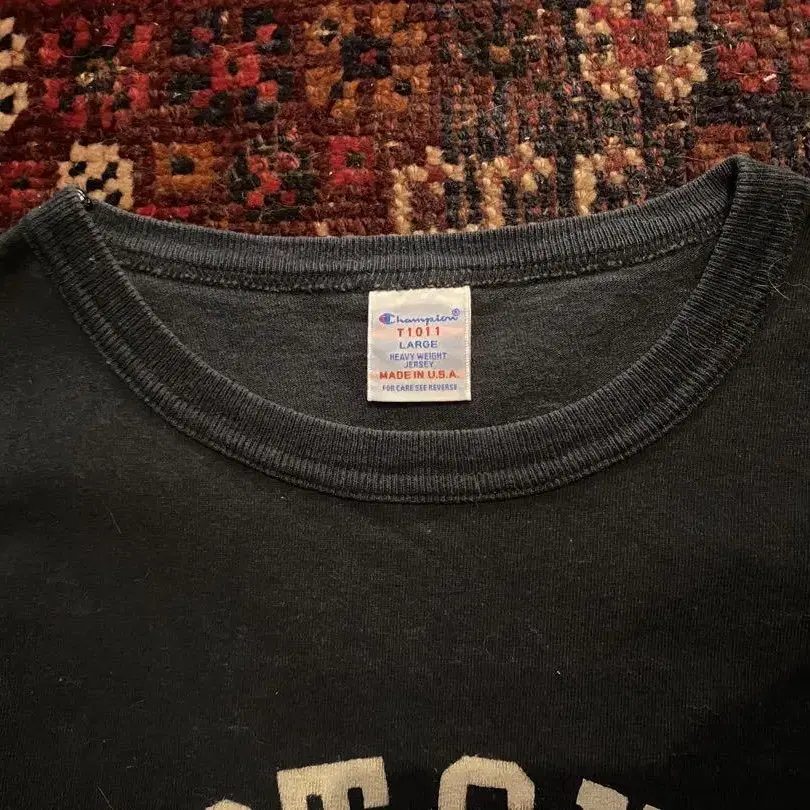 Champion®
T1011
LARGE
HEAVY WEIGHT
JERSEY
MADE IN U.S.A.
FOR CARE SEE REVERSE